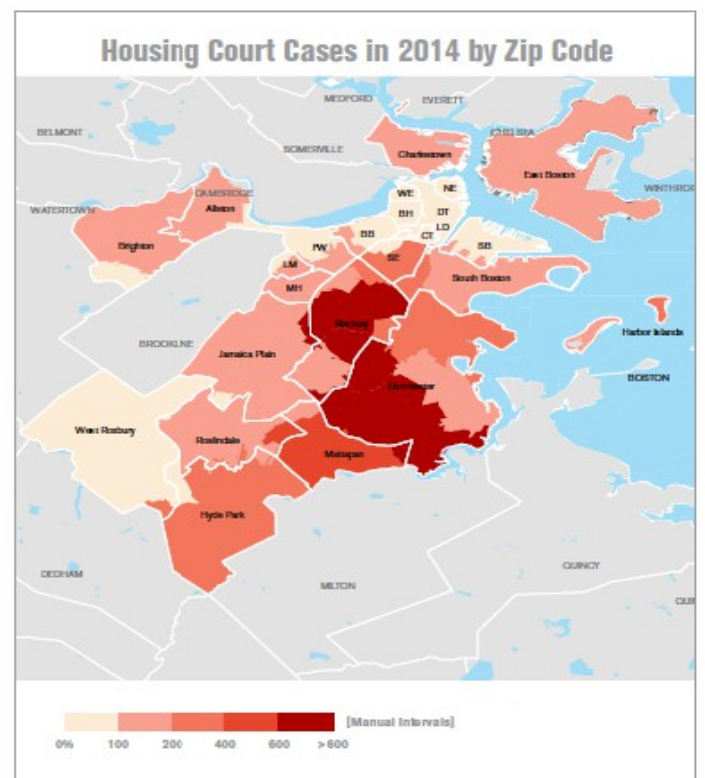 Housing Court Cases in 2014 by Zip Code
MEDFORD
EVERETT
BELMONT
CHELSEA
SOMERVILLE
Charlestown
East Boston
CAMBRIDGE
WINTHROP
WE
NE
WATERTOWN
Allston
BH
DT
LD
Brighton
BB
CT
SB
FW
SE
LM
South Boston
MH
Roxbury
Harbor Islands
BROOKLNE
Jamaica Plain
BOSTON
Dorchester
West Roxbury
Roslindale
Mattapan
Hyde Park
DEDHAM
MILTON
QUINCY
QUI
[Manual Intervals]
0% 100 200 400 600 >600